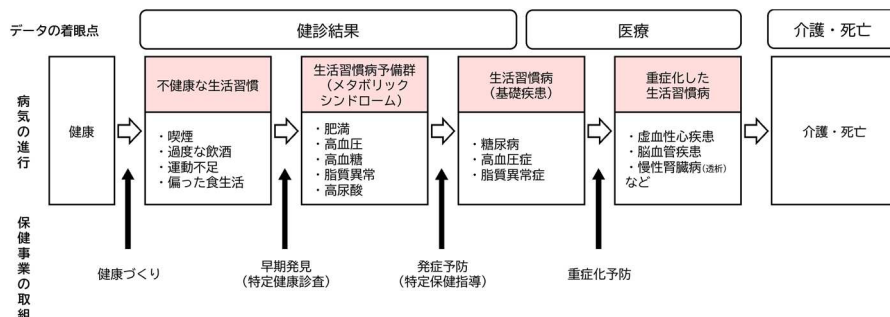 データの着眼点
健診結果
医療
介護・死亡
病気の進行
健康
不健康な生活習慣
・喫煙
・過度な飲酒
・運動不足
・偏った食生活
生活習慣病予備群
（メタボリック
シンドローム）
・肥満
・高血圧
・高血糖
・脂質異常
・高尿酸
生活習慣病
（基礎疾患）
・糖尿病
・高血圧症
・脂質異常症
重症化した
生活習慣病
・虚血性心疾患
・脳血管疾患
・慢性腎臓病(透析)
など
介護・死亡
保健事業の取組
健康づくり
早期発見
（特定健康診査）
発症予防
（特定保健指導）
重症化予防